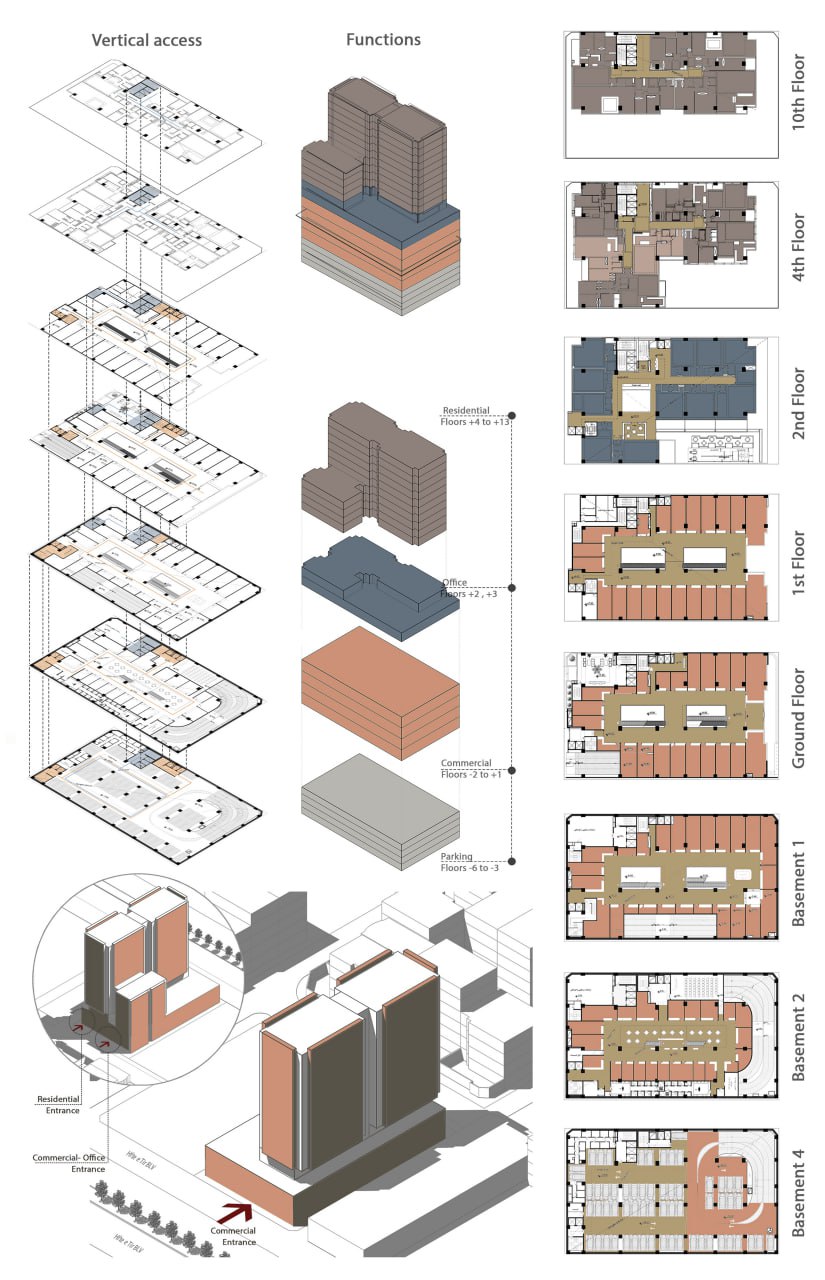 Vertical access
Functions
Residential
Floors +4 to +13
Office
Floors +2 , +3
Commercial
Floors -2 to +1
Parking
Floors -6 to -3
10th Floor
4th Floor
2nd Floor
1st Floor
Ground Floor
Basement 1
Basement 2
Basement 4
Residential
Entrance
Commercial- Office
Entrance
Commercial
Entrance